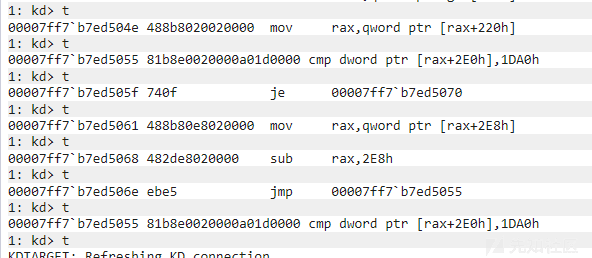 00007ff7`b7ed504e 488b8020020000  mov     rax,qword ptr [rax+220h]
1: kd> t
00007ff7`b7ed5055 81b8e0020000a01d0000 cmp dword ptr [rax+2E0h],1DA0h
1: kd> t
00007ff7`b7ed505f 740f            je      00007ff7`b7ed5070
1: kd> t
00007ff7`b7ed5061 488b80e8020000  mov     rax,qword ptr [rax+2E8h]
1: kd> t
00007ff7`b7ed5068 482de8020000    sub     rax,2E8h
1: kd> t
00007ff7`b7ed506e ebe5            jmp     00007ff7`b7ed5055
1: kd> t
00007ff7`b7ed5055 81b8e0020000a01d0000 cmp dword ptr [rax+2E0h],1DA0h
1: kd> t
KDTARGET: Refreshing KD connection